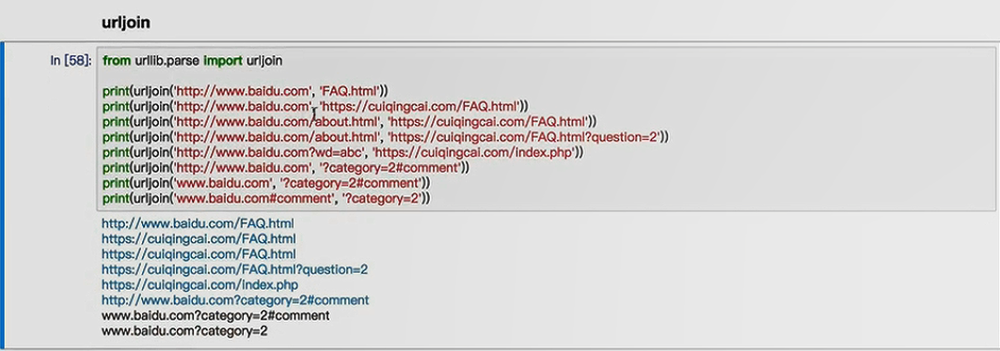 urljoin
In [58]:
from urllib.parse import urljoin
print(urljoin('http://www.baidu.com', 'FAQ.html'))
print(urljoin('http://www.baidu.com', 'https://cuiqingcai.com/FAQ.html'))
print(urljoin('http://www.baidu.com/about.html', 'https://cuiqingcai.com/FAQ.html'))
print(urljoin('http://www.baidu.com/about.html', 'https://cuiqingcai.com/FAQ.html?question=2'))
print(urljoin('http://www.baidu.com?wd=abc', 'https://cuiqingcai.com/index.php'))
print(urljoin('http://www.baidu.com', '?category=2#comment'))
print(urljoin('www.baidu.com', '?category=2#comment'))
print(urljoin('www.baidu.com#comment', '?category=2'))
http://www.baidu.com/FAQ.html
https://cuiqingcai.com/FAQ.html
https://cuiqingcai.com/FAQ.html
https://cuiqingcai.com/FAQ.html?question=2
https://cuiqingcai.com/index.php
http://www.baidu.com?category=2#comment
www.baidu.com?category=2#comment
www.baidu.com?category=2